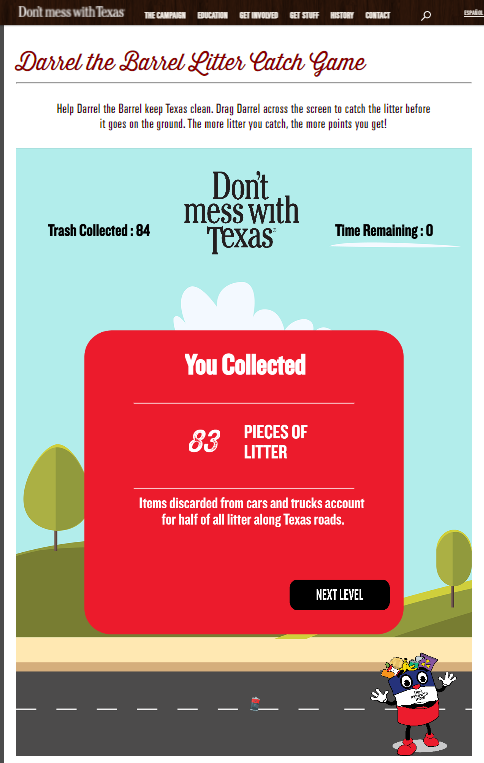 Don't mess with Texas THE CAMPAIGN EDUCATION GET INVOLVED GET STUFF HISTORY CONTACT ESPAÑOL
Darrel the Barrel Litter Catch Game
Help Darrel the Barrel keep Texas clean. Drag Darrel across the screen to catch the litter before
it goes on the ground. The more litter you catch, the more points you get!
Don't
mess with
Texas
Trash Collected : 84
Time Remaining : 0
You Collected
83
PIECES OF
LITTER
Items discarded from cars and trucks account
for half of all litter along Texas roads.
NEXT LEVEL